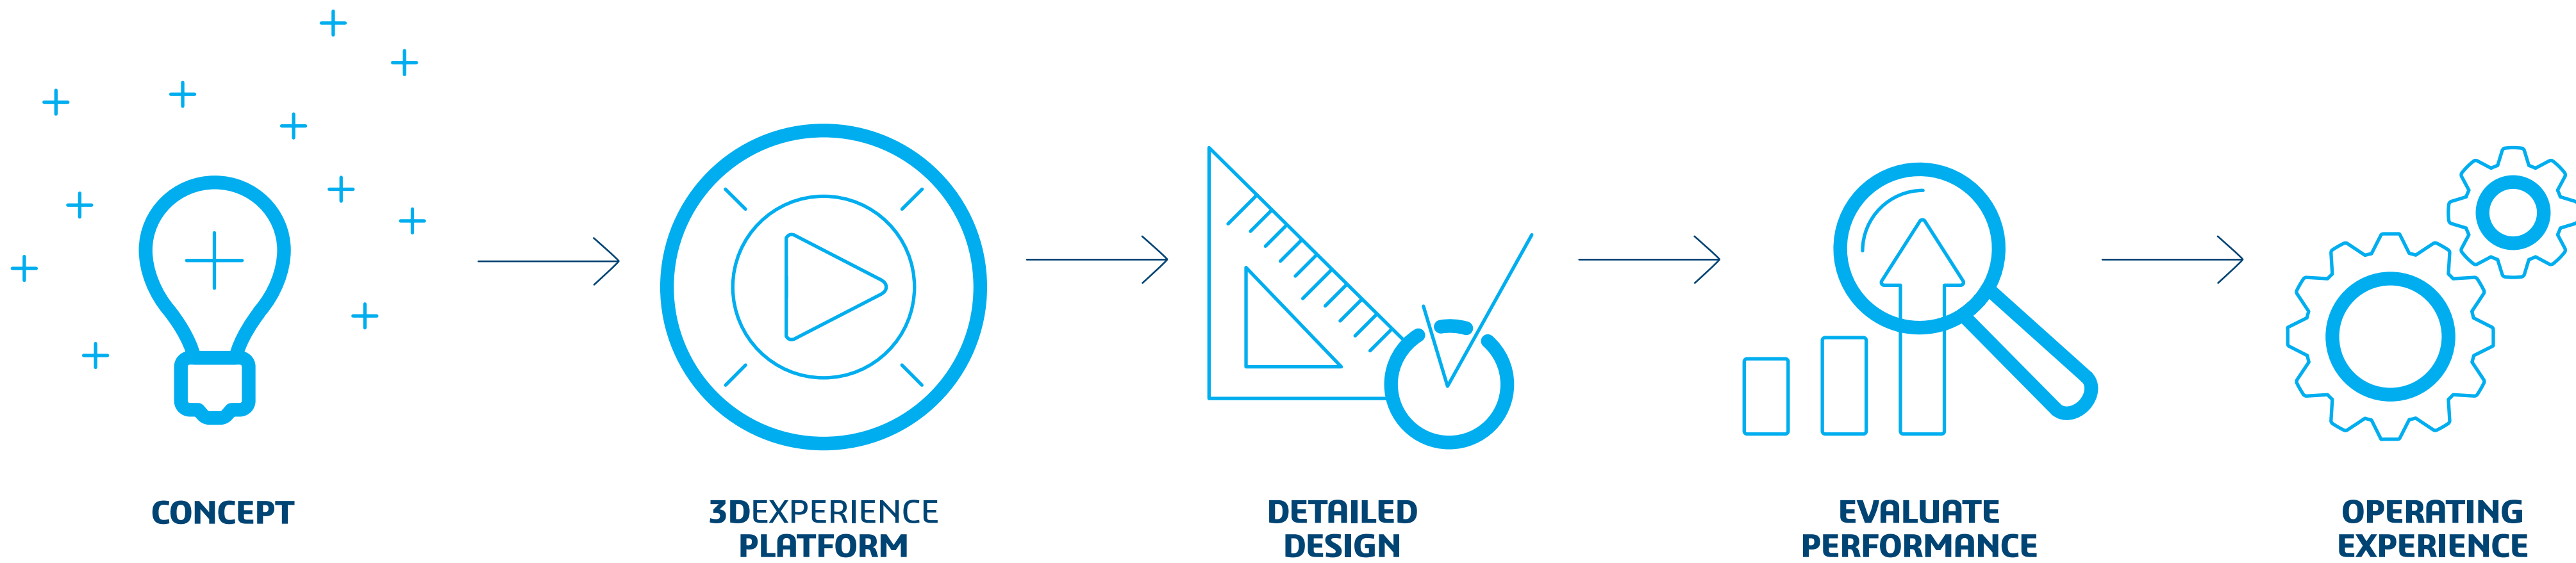 CONCEPT
3DEXPERIENCE
PLATFORM
DETAILED
DESIGN
EVALUATE
PERFORMANCE
OPERATING
EXPERIENCE